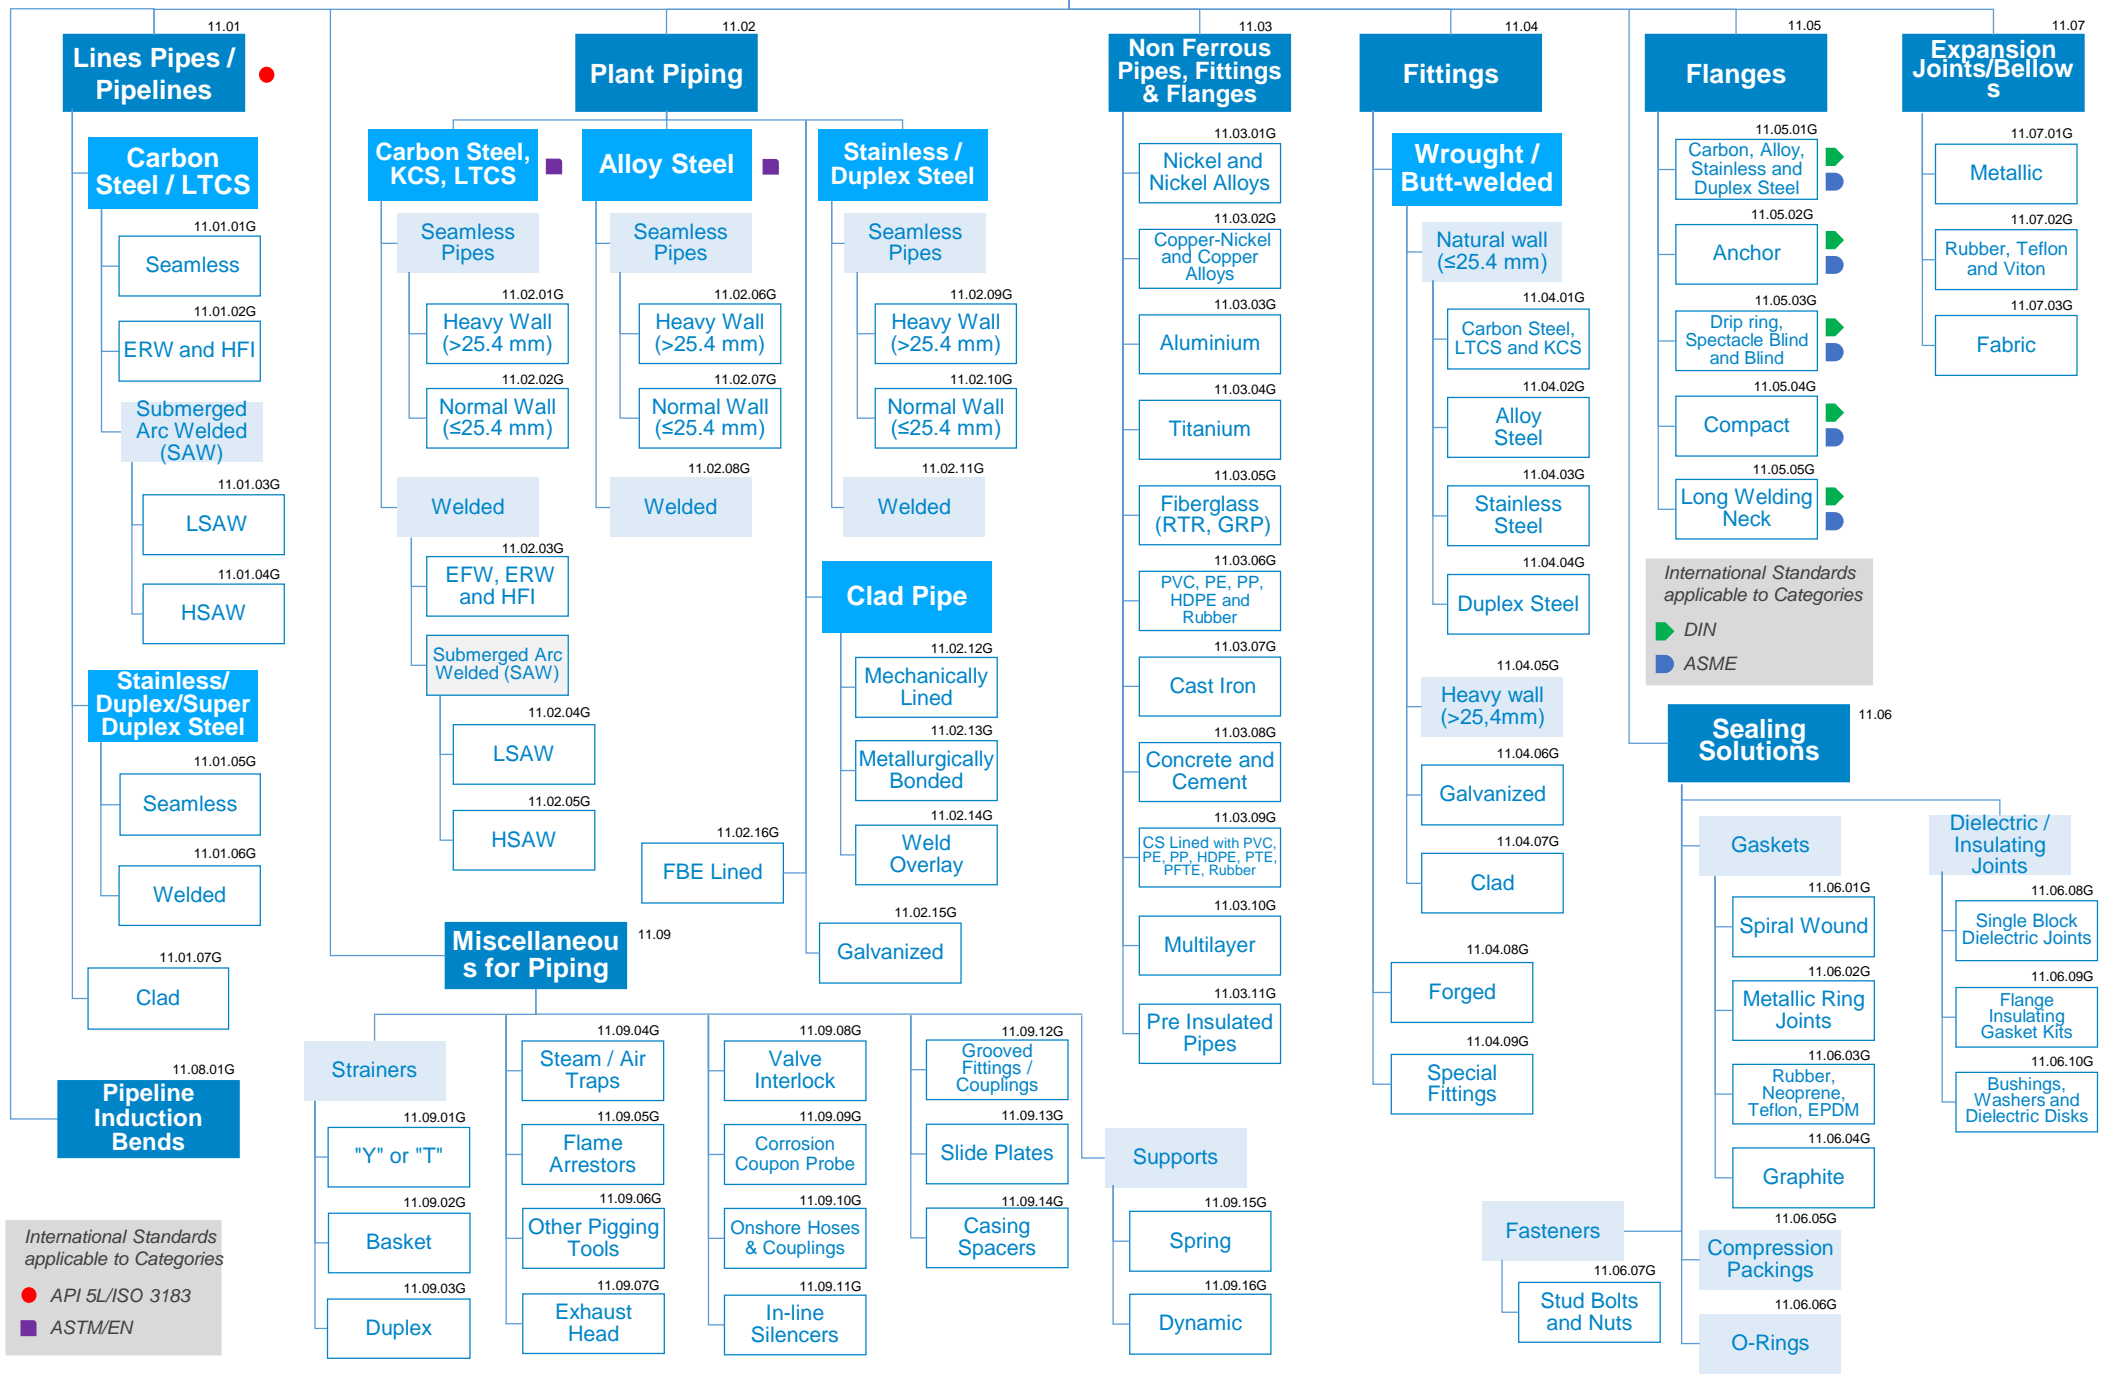 11.01
Lines Pipes /
Pipelines
Carbon
Steel / LTCS
11.01.01G
Seamless
11.01.02G
ERW and HFI
Submerged
Arc Welded
(SAW)
11.01.03G
LSAW
11.01.04G
HSAW
Stainless/
Duplex/Super
Duplex Steel
11.01.05G
Seamless
11.01.06G
Welded
11.01.07G
Clad
11.08.01G
Pipeline
Induction
Bends
International Standards
applicable to Categories
API 5L/ISO 3183
ASTM/EN
11.02
Plant Piping
Carbon Steel,
KCS, LTCS
Seamless
Pipes
11.02.01G
Heavy Wall
(>25.4 mm)
11.02.02G
Normal Wall
(≤25.4 mm)
Welded
11.02.03G
EFW, ERW
and HFI
Submerged Arc
Welded (SAW)
11.02.04G
LSAW
11.02.05G
HSAW
Alloy Steel
Seamless
Pipes
11.02.06G
Heavy Wall
(>25.4 mm)
11.02.07G
Normal Wall
(≤25.4 mm)
11.02.08G
Welded
Stainless /
Duplex Steel
Seamless
Pipes
11.02.09G
Heavy Wall
(>25.4 mm)
11.02.10G
Normal Wall
(≤25.4 mm)
11.02.11G
Welded
Clad Pipe
11.02.12G
Mechanically
Lined
11.02.13G
Metallurgically
Bonded
11.02.14G
Weld
Overlay
11.02.16G
FBE Lined
11.02.15G
Galvanized
Miscellaneou
s for Piping
11.09
Strainers
11.09.01G
"Y" or "T"
11.09.02G
Basket
11.09.03G
Duplex
11.09.04G
Steam / Air
Traps
11.09.05G
Flame
Arrestors
11.09.06G
Other Pigging
Tools
11.09.07G
Exhaust
Head
11.09.08G
Valve
Interlock
11.09.09G
Corrosion
Coupon Probe
11.09.10G
Onshore Hoses
& Couplings
11.09.11G
In-line
Silencers
11.09.12G
Grooved
Fittings /
Couplings
11.09.13G
Slide Plates
11.09.14G
Casing
Spacers
Supports
11.09.15G
Spring
11.09.16G
Dynamic
11.03
Non Ferrous
Pipes, Fittings
& Flanges
11.03.01G
Nickel and
Nickel Alloys
11.03.02G
Copper-Nickel
and Copper
Alloys
11.03.03G
Aluminium
11.03.04G
Titanium
11.03.05G
Fiberglass
(RTR, GRP)
11.03.06G
PVC, PE, PP,
HDPE and
Rubber
11.03.07G
Cast Iron
11.03.08G
Concrete and
Cement
11.03.09G
CS Lined with PVC,
PE, PP, HDPE, PTE,
PFTE, Rubber
11.03.10G
Multilayer
11.03.11G
Pre Insulated
Pipes
11.04
Fittings
Wrought /
Butt-welded
Natural wall
(≤25.4 mm)
11.04.01G
Carbon Steel,
LTCS and KCS
11.04.02G
Alloy
Steel
11.04.03G
Stainless
Steel
11.04.04G
Duplex Steel
11.04.05G
Heavy wall
(>25,4mm)
11.04.06G
Galvanized
11.04.07G
Clad
11.04.08G
Forged
11.04.09G
Special
Fittings
11.05
Flanges
11.05.01G
Carbon, Alloy,
Stainless and
Duplex Steel
11.05.02G
Anchor
11.05.03G
Drip ring,
Spectacle Blind
and Blind
11.05.04G
Compact
11.05.05G
Long Welding
Neck
International Standards
applicable to Categories
DIN
ASME
Sealing
Solutions
11.06
Gaskets
11.06.01G
Spiral Wound
11.06.02G
Metallic Ring
Joints
11.06.03G
Rubber,
Neoprene,
Teflon, EPDM
11.06.04G
Graphite
11.06.05G
Compression
Packings
11.06.06G
O-Rings
Fasteners
11.06.07G
Stud Bolts
and Nuts
Dielectric /
Insulating
Joints
11.06.08G
Single Block
Dielectric Joints
11.06.09G
Flange
Insulating
Gasket Kits
11.06.10G
Bushings,
Washers and
Dielectric Disks
11.07
Expansion
Joints/Bellow
s
11.07.01G
Metallic
11.07.02G
Rubber, Teflon
and Viton
11.07.03G
Fabric